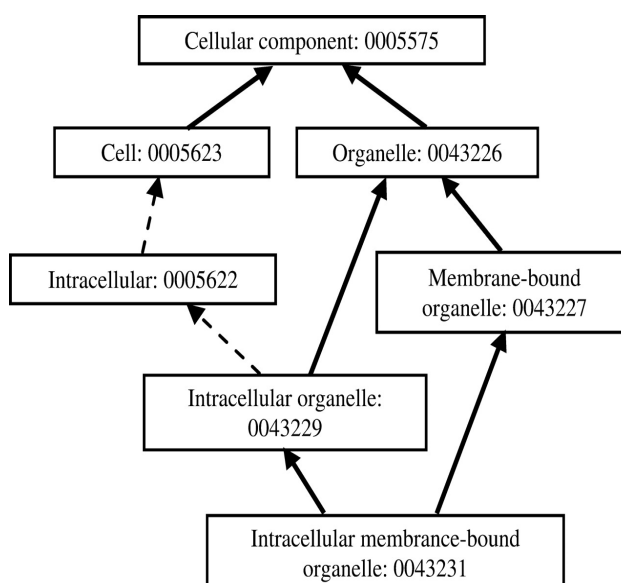 Cellular component: 0005575
Cell: 0005623
Organelle: 0043226
Intracellular: 0005622
Membrane-bound
organelle: 0043227
Intracellular organelle:
0043229
Intracellular membrance-bound
organelle: 0043231